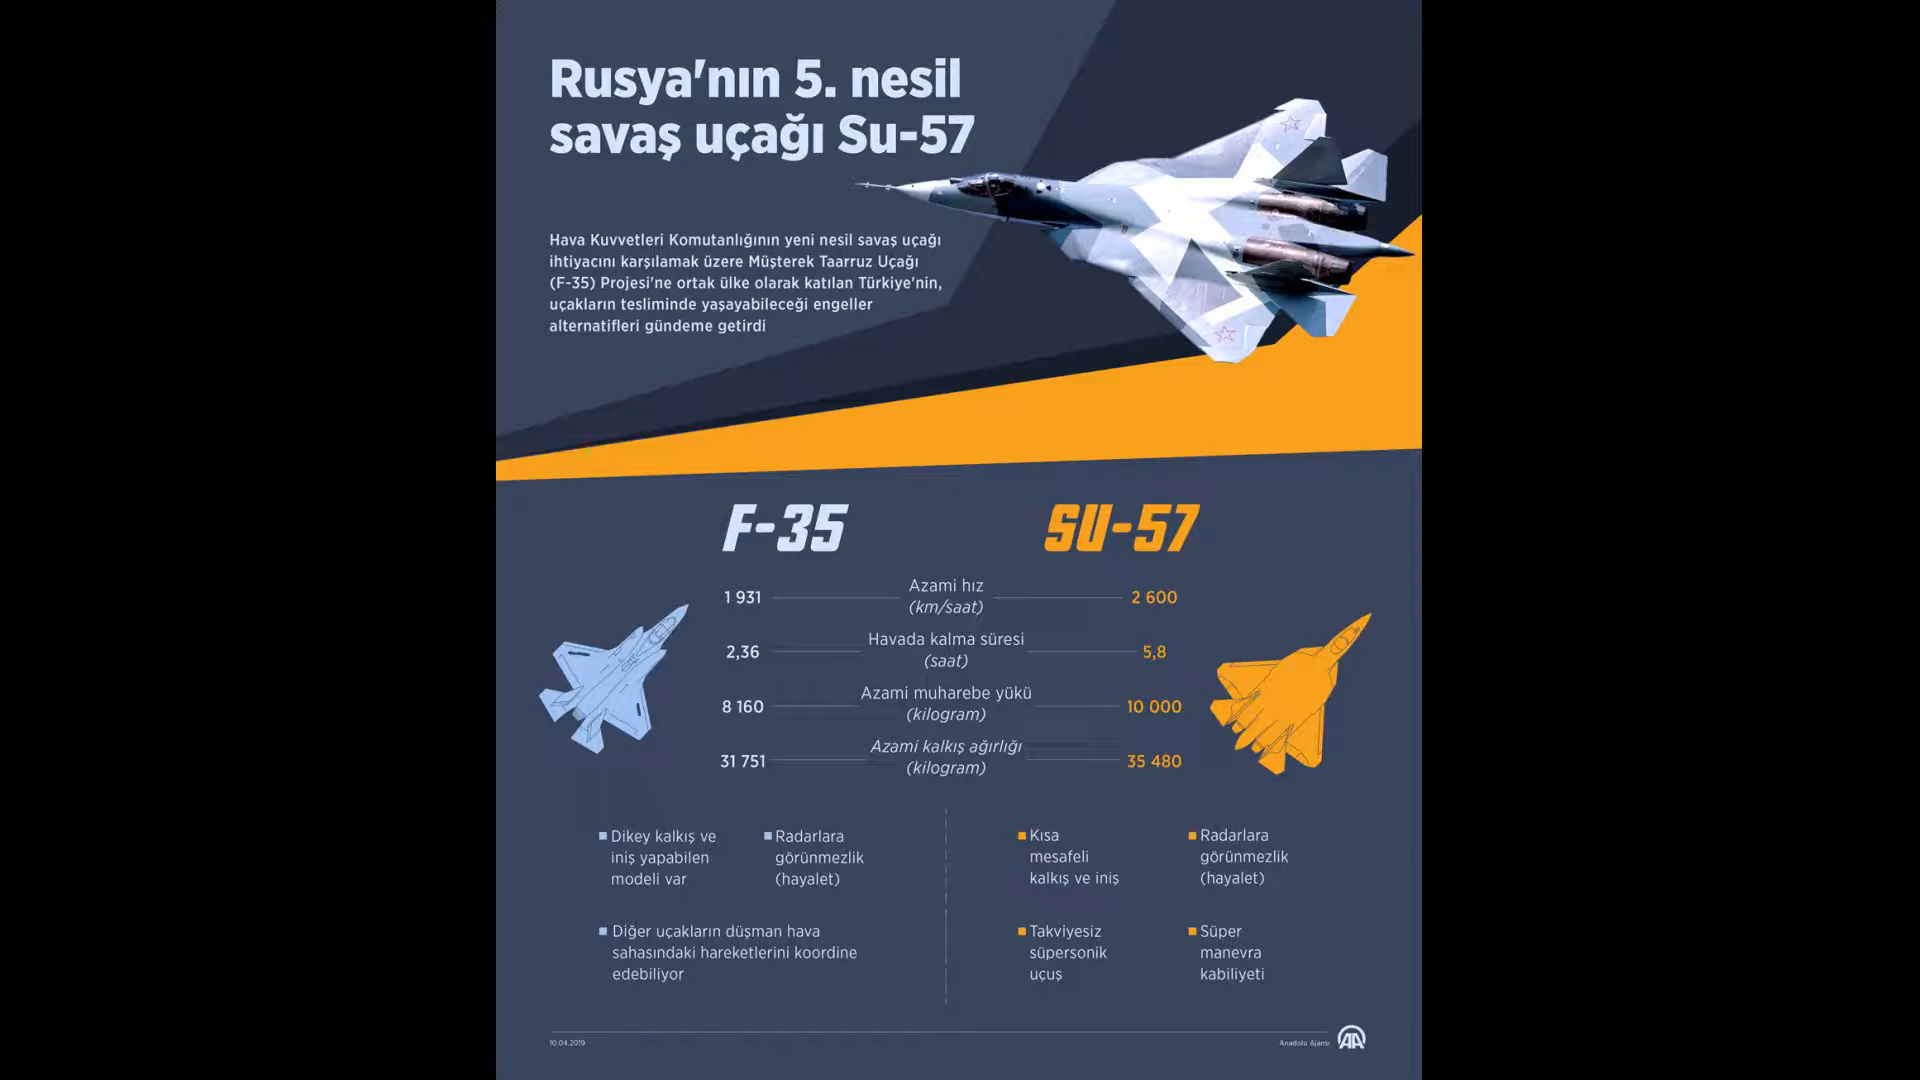 Rusya'nın 5. nesil
savaş uçağı Su-57
Hava Kuvvetleri Komutanlığının yeni nesil savaş uçağı
ihtiyacını karşılamak üzere Müşterek Taarruz Uçağı
(F-35) Projesi'ne ortak ülke olarak katılan Türkiye'nin,
uçakların tesliminde yaşayabileceği engeller
alternatifleri gündeme getirdi
F-35
SU-57
1 931
Azami hız
(km/saat)
2 600
2,36
Havada kalma süresi
(saat)
5,8
8 160
Azami muharebe yükü
(kilogram)
10 000
31 751
Azami kalkış ağırlığı
(kilogram)
35 480
Dikey kalkış ve
iniş yapabilen
modeli var
Radarlara
görünmezlik
(hayalet)
Diğer uçakların düşman hava
sahasındaki hareketlerini koordine
edebiliyor
Kısa
mesafeli
kalkış ve iniş
Radarlara
görünmezlik
(hayalet)
Takviyesiz
süpersonik
uçuş
Süper
manevra
kabiliyeti
10.04.2019
Anadolu Ajansı
AA